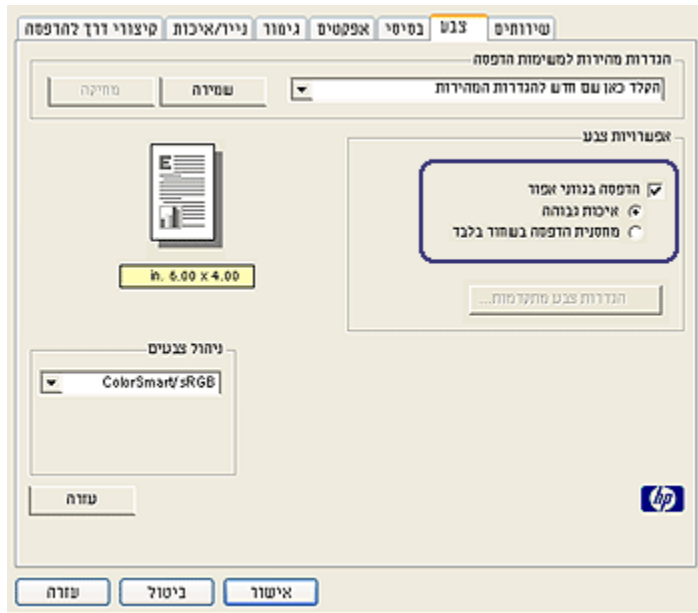 שירותים צבע בסיסי אפקטים גימור נייר/איכות קיצורי דרך להדפסה
הגדרות מהירות למשימות הדפסה
הקלד כאן שם חדש להגדרות המהירות
שמירה מחיקה
אפשרויות צבע
הדפסה בגווני אפור
איכות גבוהה
מחסנית הדפסה בשחור בלבד
הגדרות צבע מתקדמות...
E
in. 6.00 x 4.00
ניהול צבעים
ColorSmart/sRGB
עזרה
hp
אישור ביטול עזרה